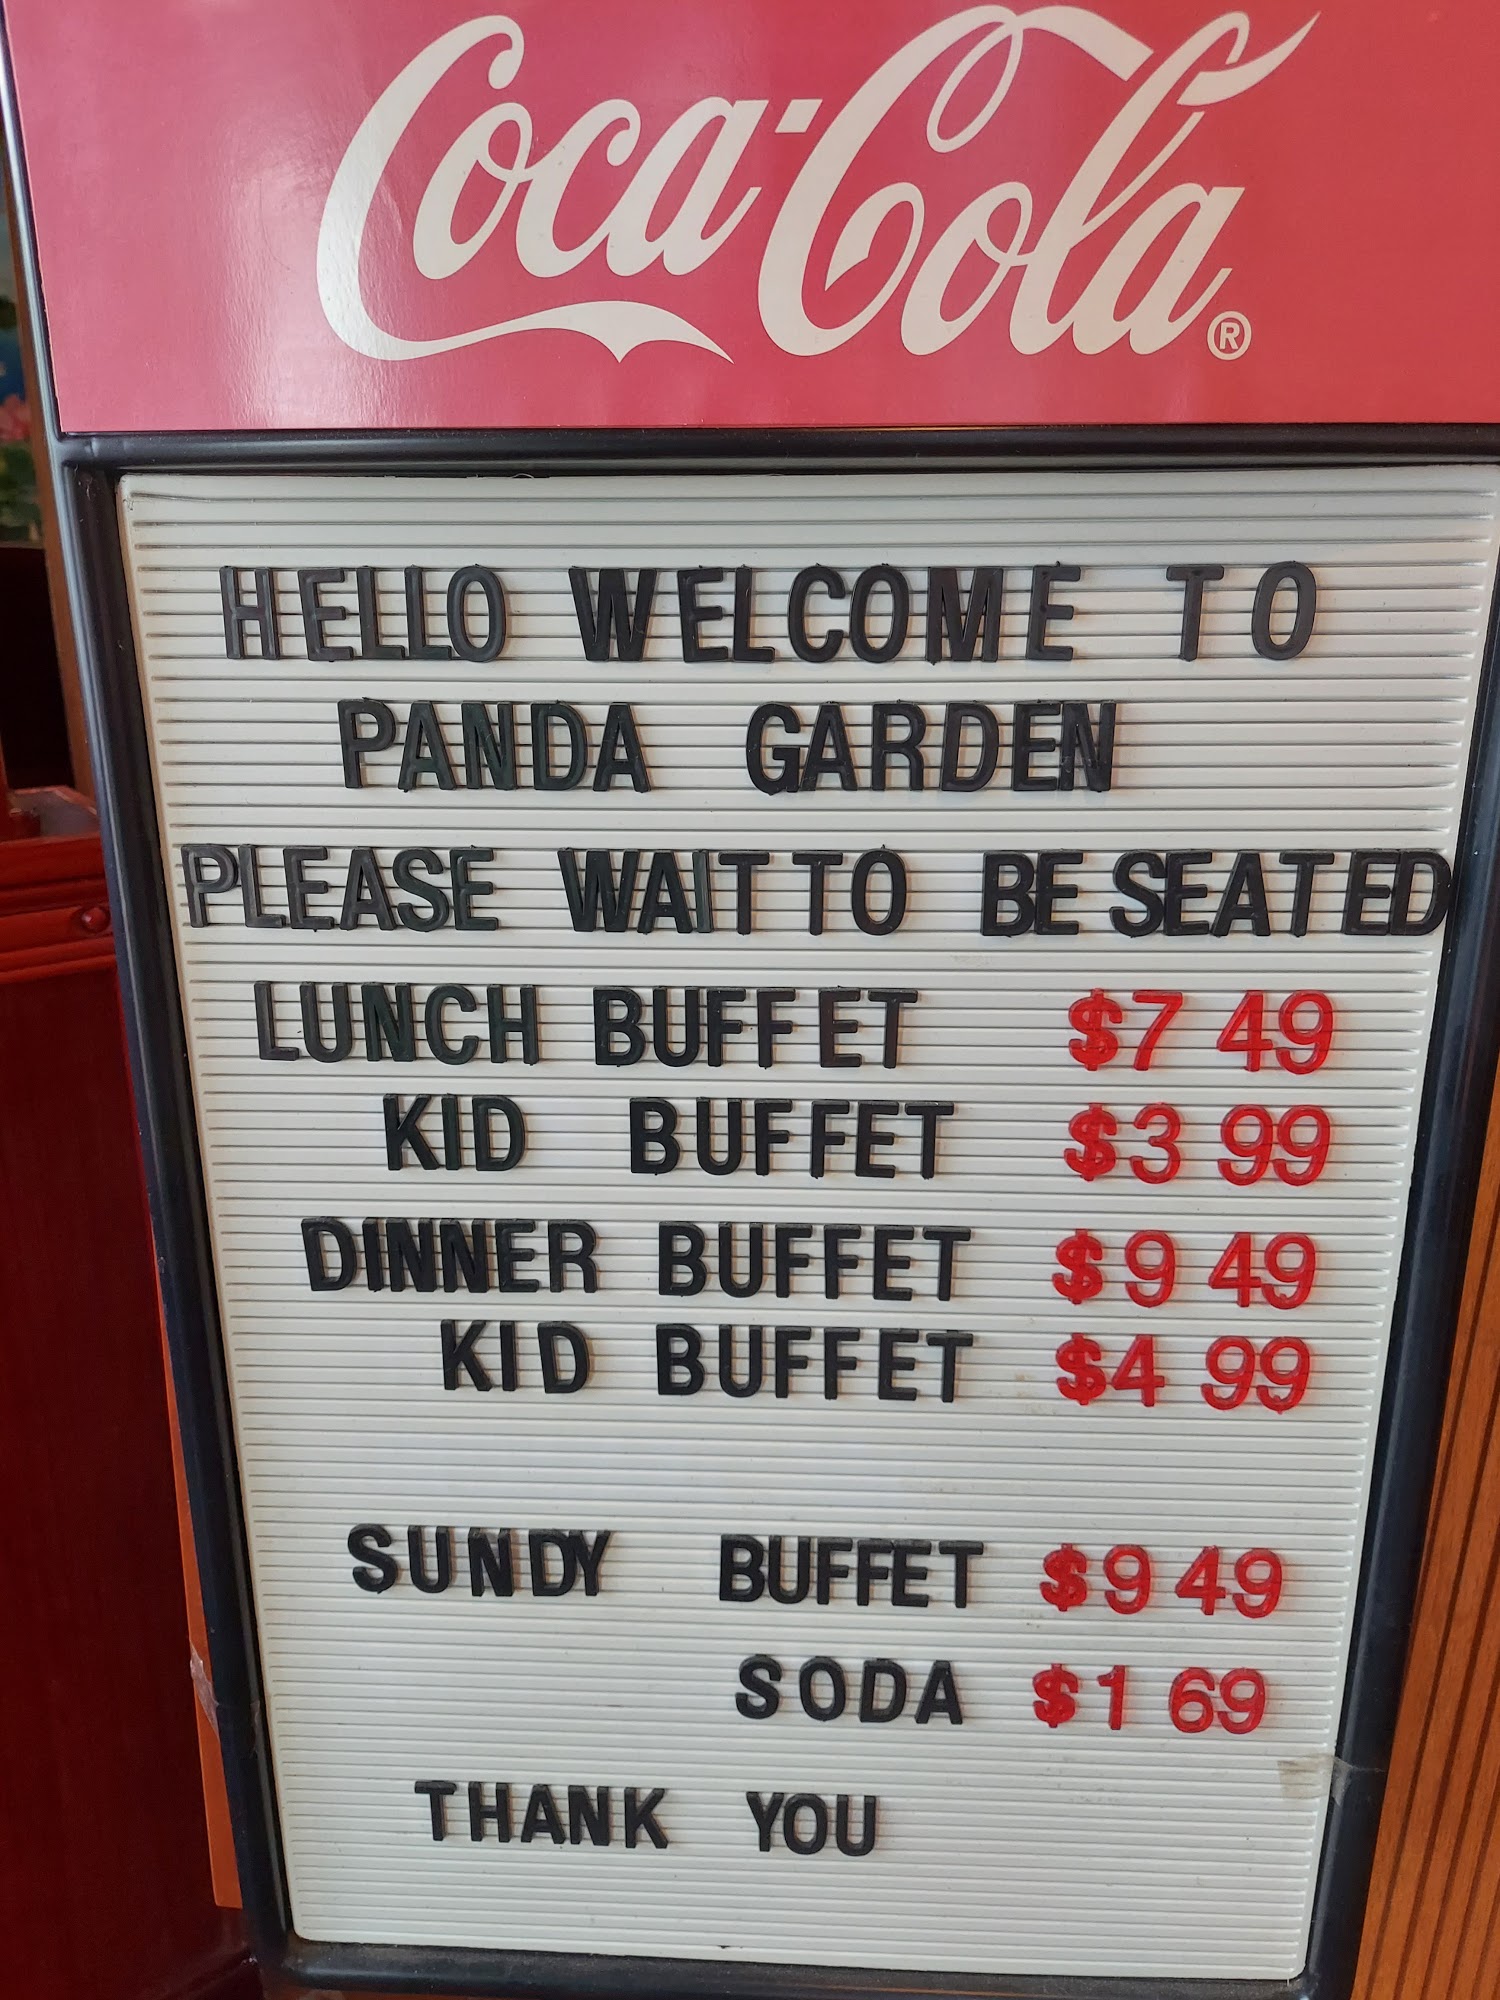 Coca-Cola®
HELLO WELCOME TO
PANDA GARDEN
PLEASE WAIT TO BE SEATED
LUNCH BUFFET $7 49
KID BUFFET $3 99
DINNER BUFFET $9 49
KID BUFFET $4 99
SUNDY BUFFET $9 49
SODA $1 69
THANK YOU